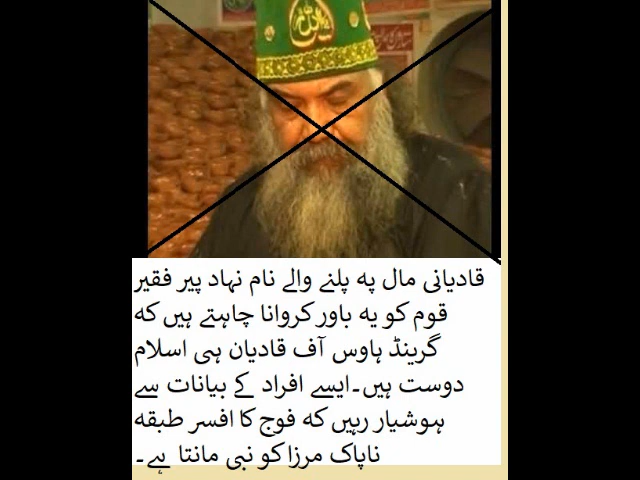 قادیانی مال پہ پلنے والے نام نہاد پیر فقیر
قوم کو یہ باور کروانا چاہتے ہیں کہ
گرینڈ ہاوس آف قادیان ہی اسلام
دوست ہیں۔ایسے افراد کے بیانات سے
ہوشیار رہیں کہ فوج کا افسر طبقہ
ناپاک مرزا کو نبی مانتا ہے۔